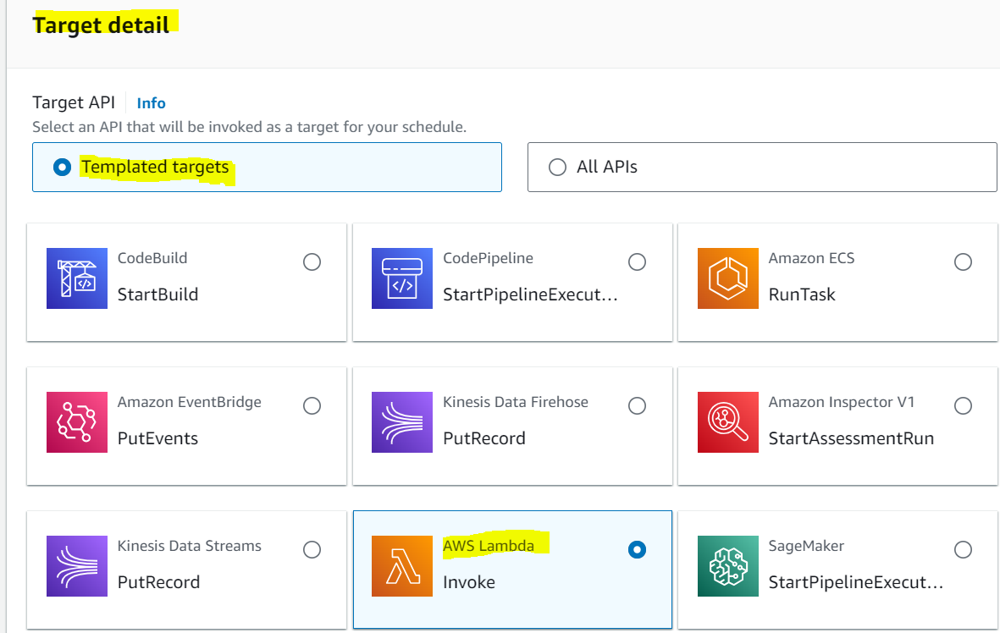 Target detail
Target API Info
Select an API that will be invoked as a target for your schedule.
Templated targets
All APIs
CodeBuild
StartBuild
CodePipeline
StartPipelineExecut...
Amazon ECS
RunTask
Amazon EventBridge
PutEvents
Kinesis Data Firehose
PutRecord
Amazon Inspector V1
StartAssessmentRun
Kinesis Data Streams
PutRecord
AWS Lambda
Invoke
SageMaker
StartPipelineExecut...